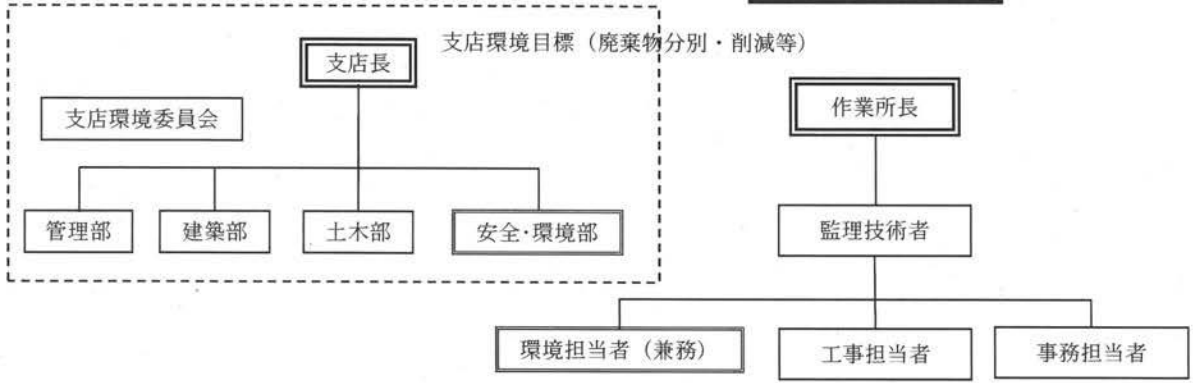 支店環境目標（廃棄物分別・削減等）
支店長
作業所長
支店環境委員会
管理部
建築部
土木部
安全・環境部
監理技術者
環境担当者（兼務）
工事担当者
事務担当者